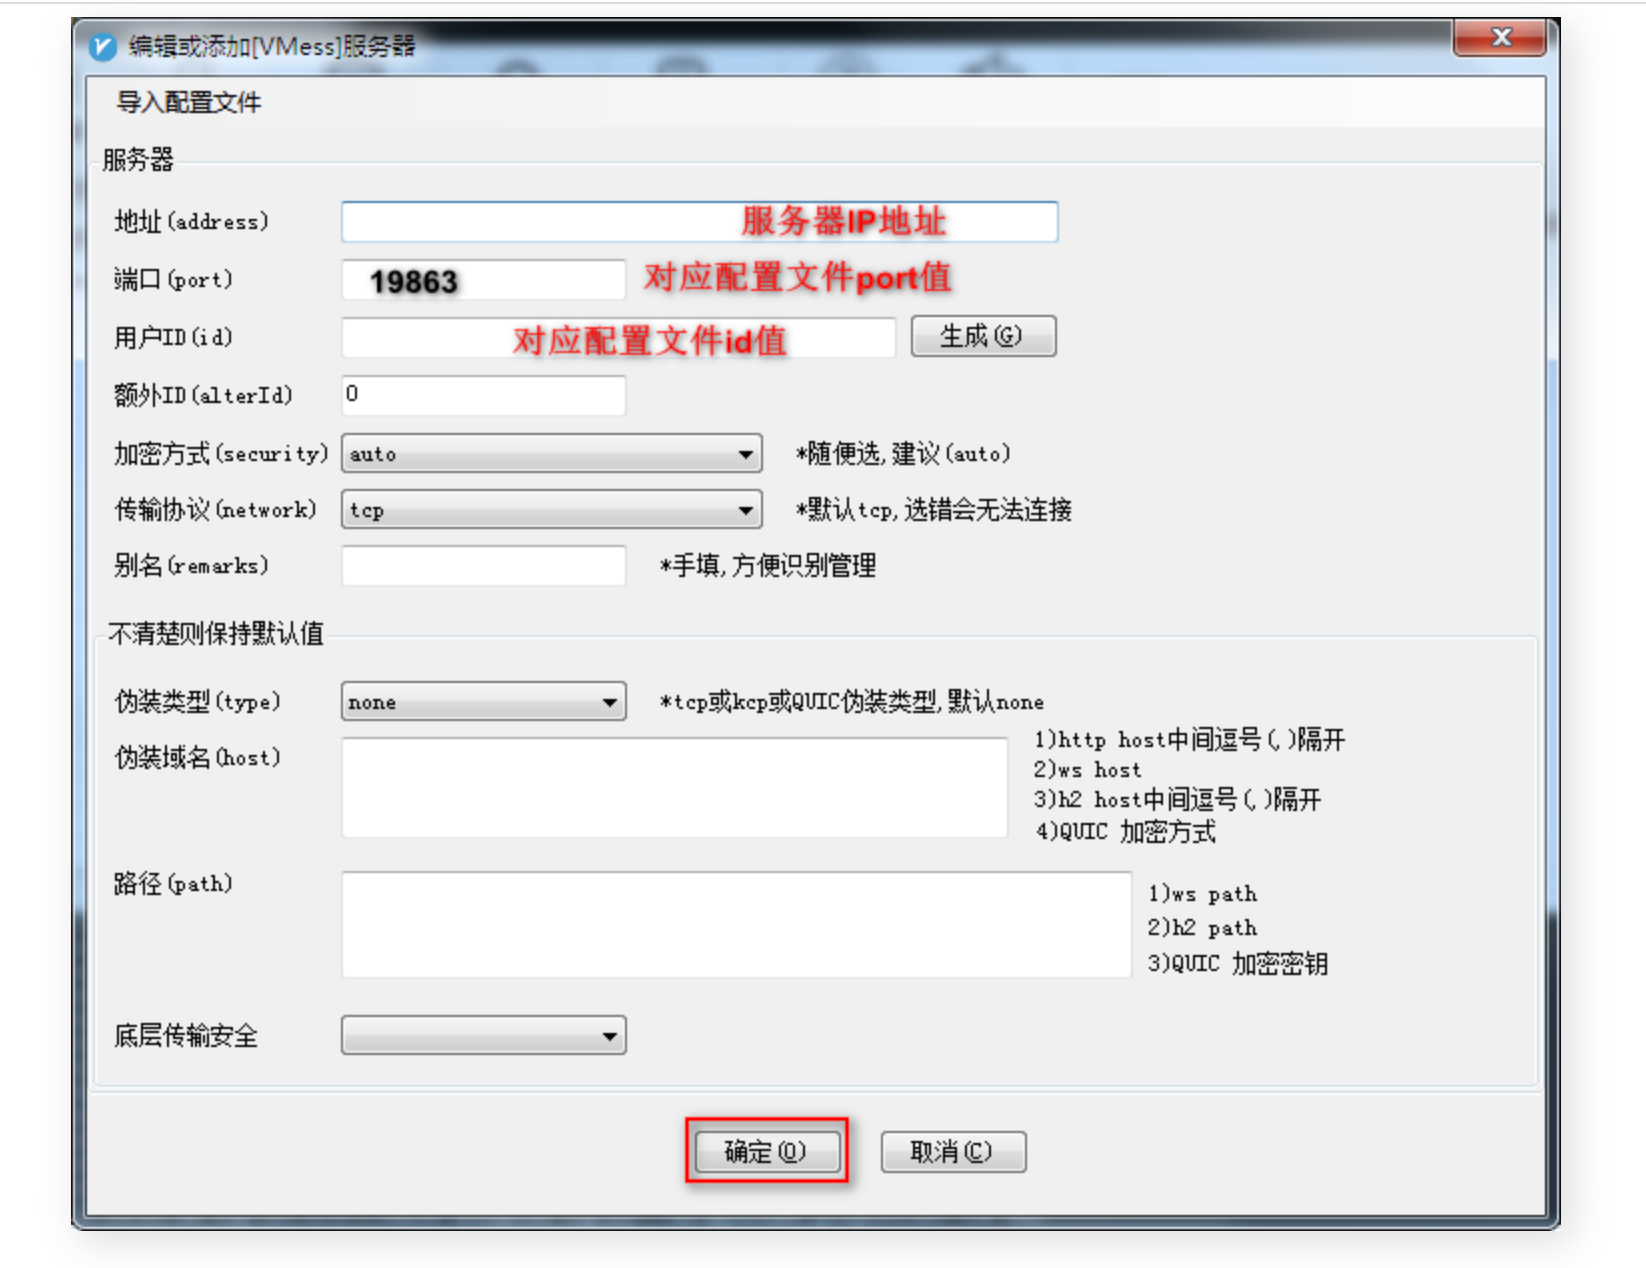 编辑或添加[VMess]服务器
导入配置文件
服务器
地址(address) 服务器IP地址
端口(port) 19863 对应配置文件port值
用户ID(id) 对应配置文件id值 生成(G)
额外ID(alterId) 0
加密方式(security) auto *随便选,建议(auto)
传输协议(network) tcp *默认tcp,选错会无法连接
别名(remarks) *手填,方便识别管理
不清楚则保持默认值
伪装类型(type) none *tcp或kcp或QUIC伪装类型,默认none
伪装域名(host)
1)http host中间逗号(,)隔开
2)ws host
3)h2 host中间逗号(,)隔开
4)QUIC 加密方式
路径(path)
1)ws path
2)h2 path
3)QUIC 加密密钥
底层传输安全
确定(O) 取消(C)